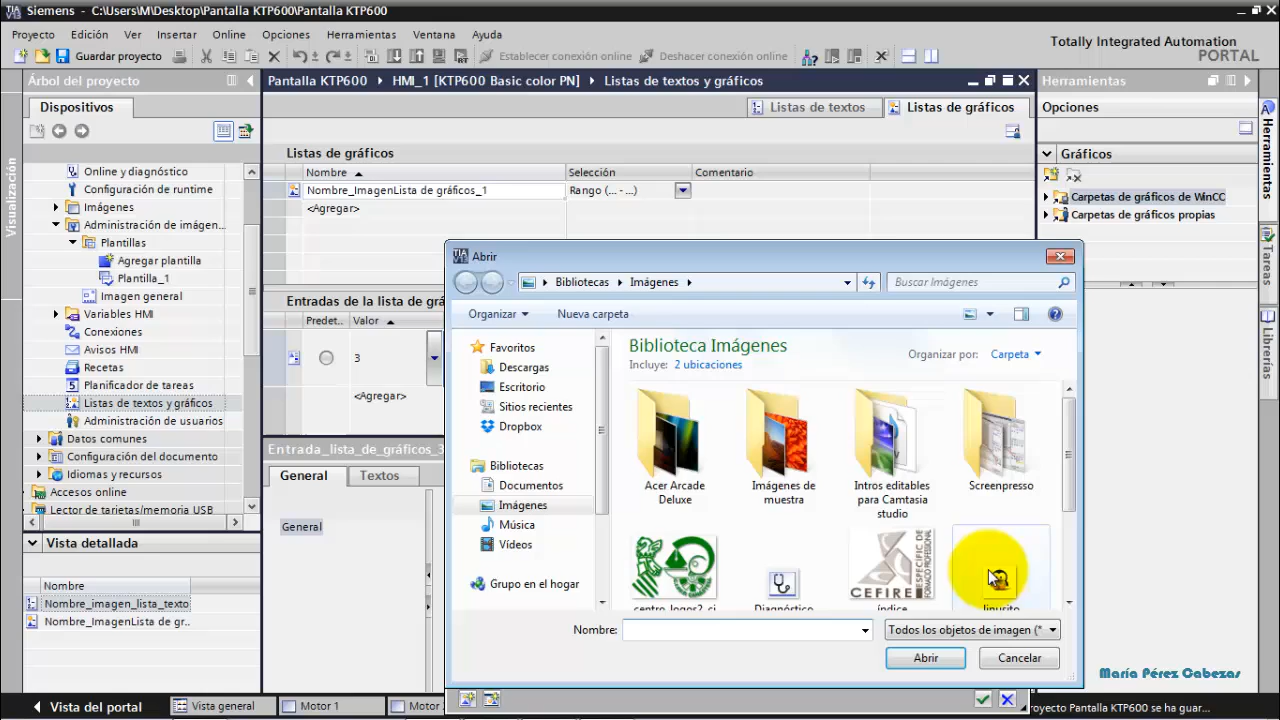 Siemens - C:\Users\M\Desktop\Pantalla KTP600\Pantalla KTP600
Proyecto Edición Ver Insertar Online Opciones Herramientas Ventana Ayuda
Totally Integrated Automation
PORTAL
Guardar proyecto Establecer conexión online Deshacer conexión online
Árbol del proyecto
Pantalla KTP600 HMI_1 [KTP600 Basic color PN] Listas de textos y gráficos
Herramientas
Dispositivos
Listas de textos Listas de gráficos
Opciones
Visualización
Herramientas
Tareas
Librerías
Online y diagnóstico
Configuración de runtime
Imágenes
Administración de imágen...
Plantillas
Agregar plantilla
Plantilla_1
Imagen general
Variables HMI
Conexiones
Avisos HMI
Recetas
Planificador de tareas
Listas de textos y gráficos
Administración de usuarios
Datos comunes
Configuración del documento
Idiomas y recursos
Accesos online
Lector de tarjetas/memoria USB
Vista detallada
Nombre
Nombre_imagen_lista_texto
Nombre_ImagenLista de gr..
Listas de gráficos
Nombre Selección Comentario
Nombre_ImagenLista de gráficos_1 Rango (... - ...)
<Agregar>
Entradas de la lista de grá
Predet.. Valor
3
<Agregar>
Entrada_lista_de_gráficos_3
General Textos
General
Gráficos
Carpetas de gráficos de WinCC
Carpetas de gráficos propias
Abrir
Bibliotecas Imágenes
Buscar Imágenes
Organizar Nueva carpeta
Favoritos
Descargas
Escritorio
Sitios recientes
Dropbox
Bibliotecas
Documentos
Imágenes
Música
Vídeos
Grupo en el hogar
Biblioteca Imágenes
Incluye: 2 ubicaciones
Organizar por: Carpeta
Acer Arcade Deluxe
Imágenes de muestra
Intros editables para Camtasia studio
Screenpresso
CEFIRE
ESPECÍFIC DE FORMACIÓ PROFESSIONAL
centro_logor2_ci
Diagnóstico
índice
linusito
Nombre:
Todos los objetos de imagen (*
Abrir Cancelar
María Pérez Cabezas
Vista del portal Vista general Motor 1 Motor
royecto Pantalla KTP600 se ha guar...